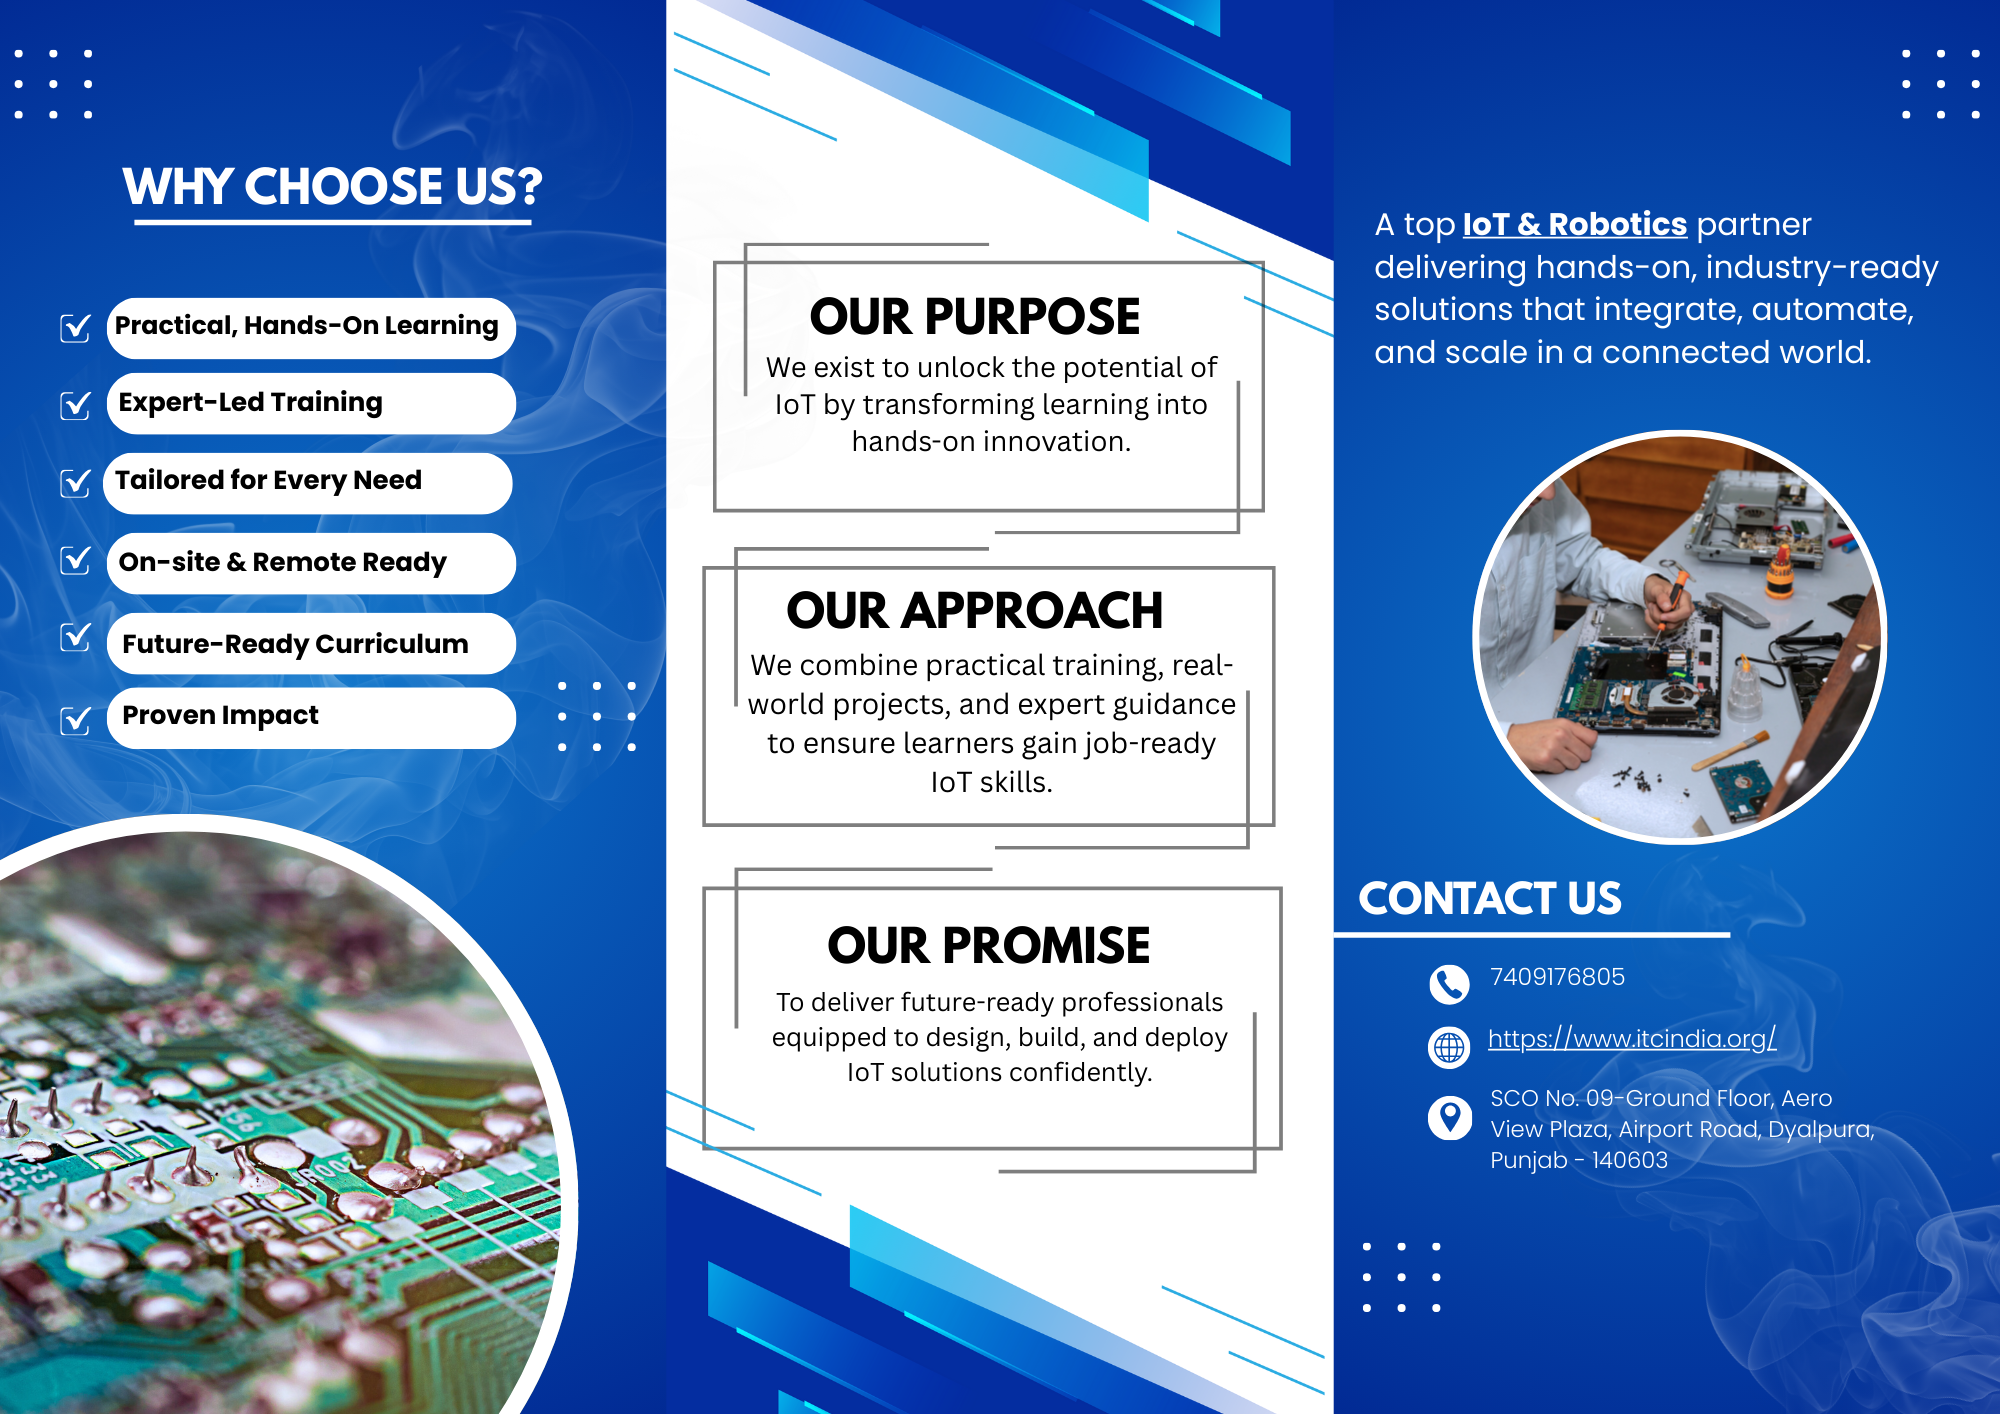 WHY CHOOSE US?
Practical, Hands-On Learning
Expert-Led Training
Tailored for Every Need
On-site & Remote Ready
Future-Ready Curriculum
Proven Impact
OUR PURPOSE
We exist to unlock the potential of
IoT by transforming learning into
hands-on innovation.
OUR APPROACH
We combine practical training, real-
world projects, and expert guidance
to ensure learners gain job-ready
IoT skills.
OUR PROMISE
To deliver future-ready professionals
equipped to design, build, and deploy
IoT solutions confidently.
A top IoT & Robotics partner
delivering hands-on, industry-ready
solutions that integrate, automate,
and scale in a connected world.
CONTACT US
7409176805
https://www.itcindia.org/
SCO No. 09-Ground Floor, Aero
View Plaza, Airport Road, Dyalpura,
Punjab - 140603